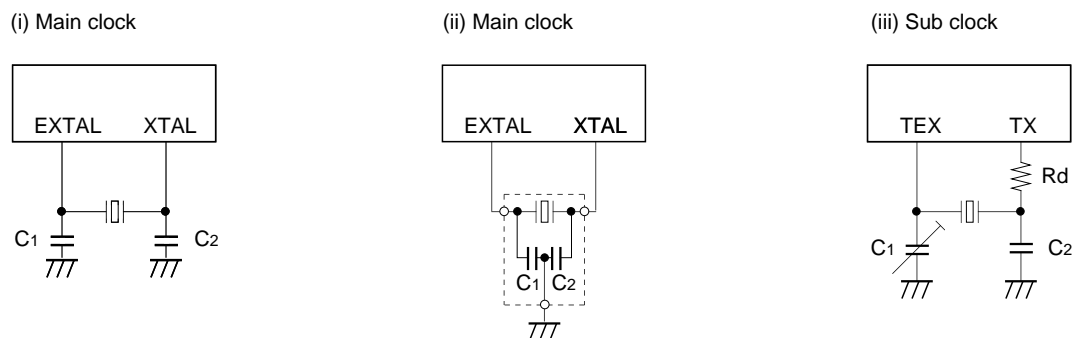 (i) Main clock
EXTAL XTAL
C1 C2
(ii) Main clock
EXTAL XTAL
C1 C2
(iii) Sub clock
TEX TX
Rd
C1 C2